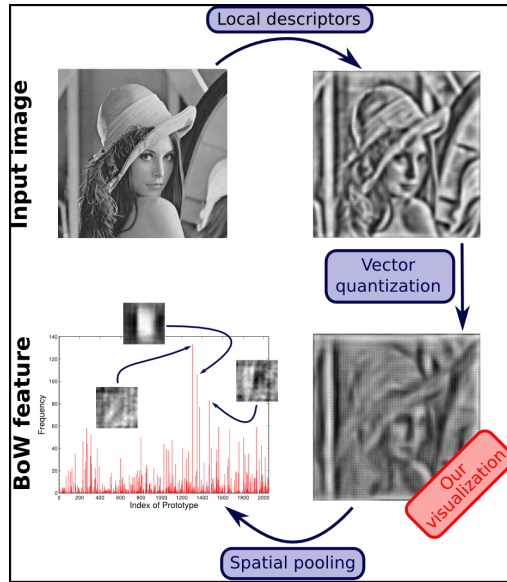 Local descriptors
Input image
Vector
quantization
BoW feature
Frequency
140
120
100
80
60
40
20
0
0 200 400 600 800 1000 1200 1400 1600 1800 2000
Index of Prototype
Our
visualization
Spatial pooling